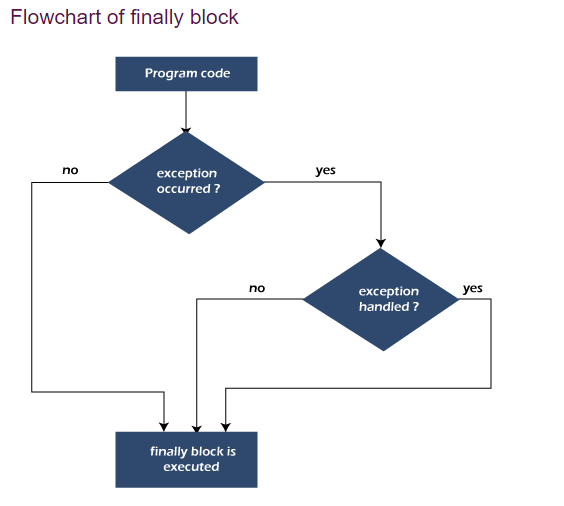 Flowchart of finally block
Program code
no
exception
occurred ?
yes
no
exception
handled ?
yes
finally block is
executed